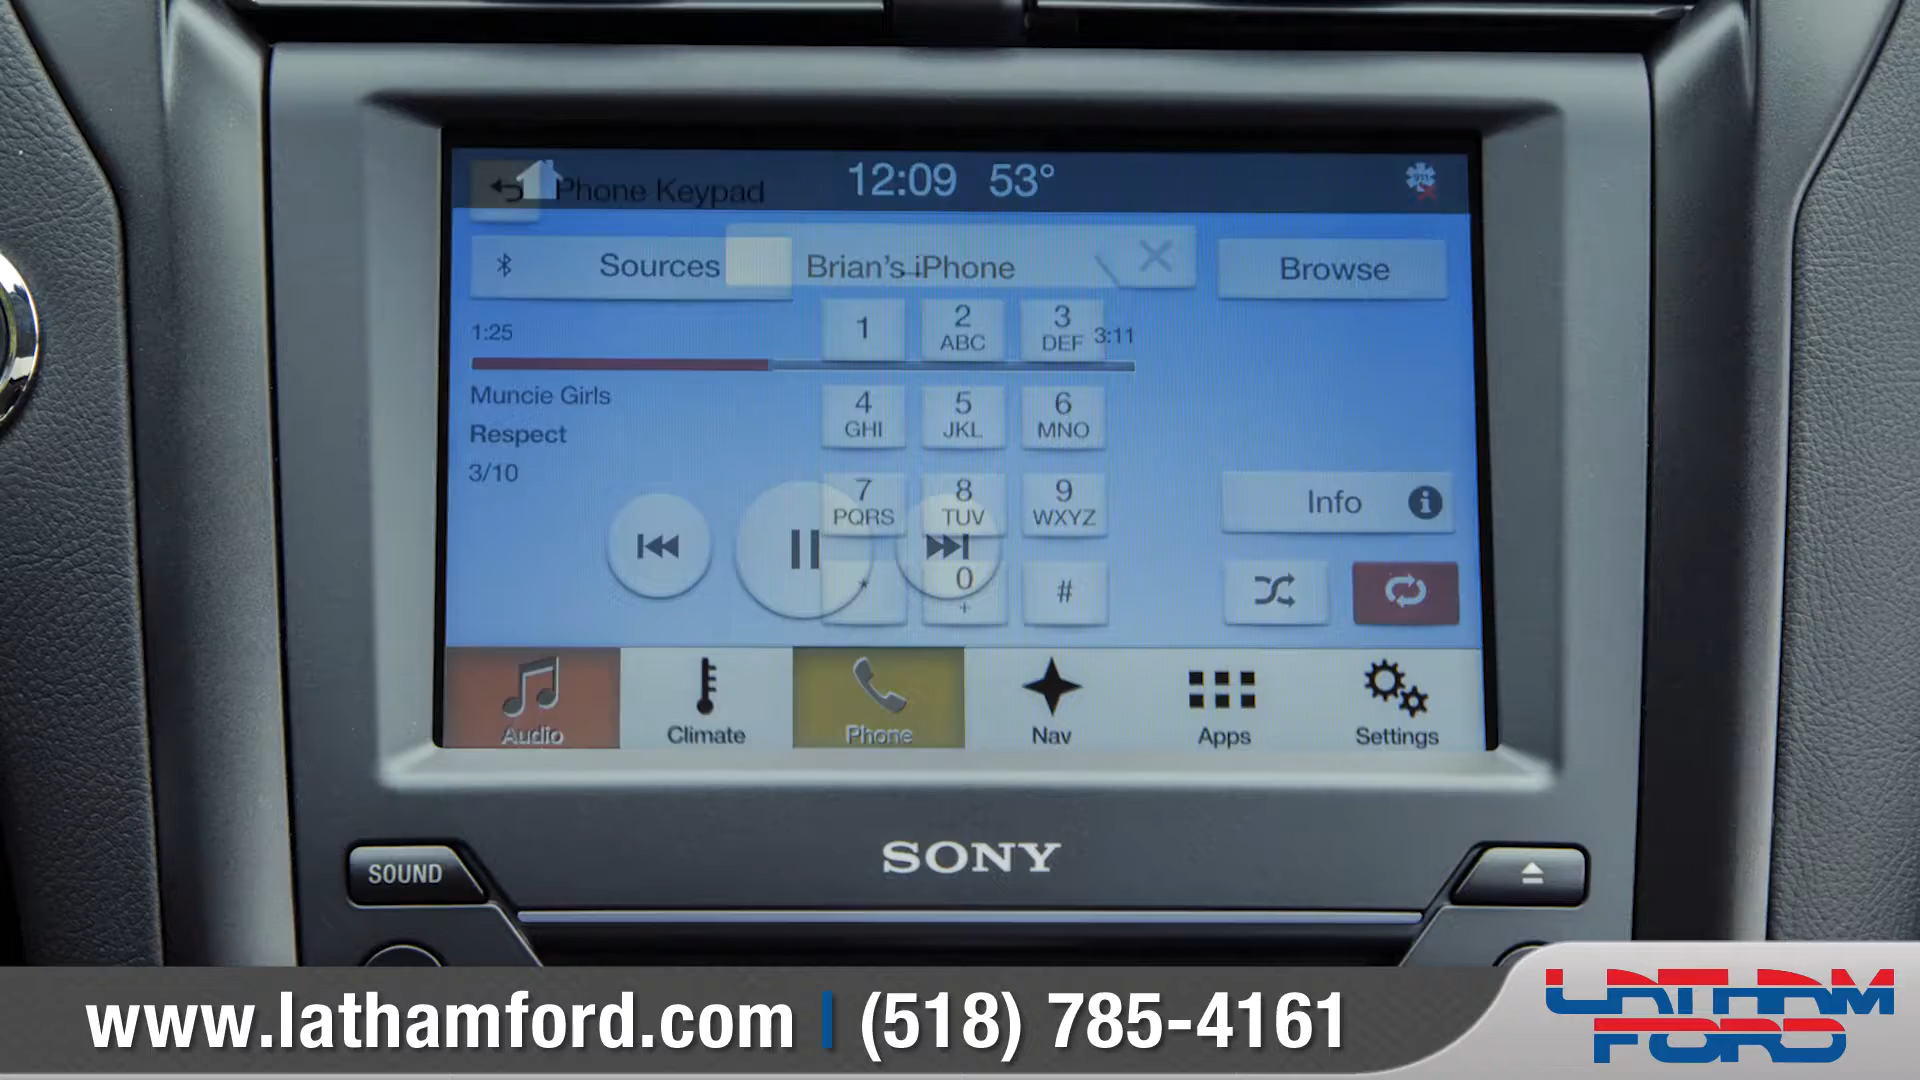 12:09 53°
911
Phone Keypad
Sources
Brian's iPhone
Browse
1:25
3:11
Muncie Girls
Respect
3/10
1
2 ABC
3 DEF
4 GHI
5 JKL
6 MNO
7 PQRS
8 TUV
9 WXYZ
*
0 +
#
Info
Audio
Climate
Phone
Nav
Apps
Settings
SONY
SOUND
www.lathamford.com | (518) 785-4161
LATHAM
FORD